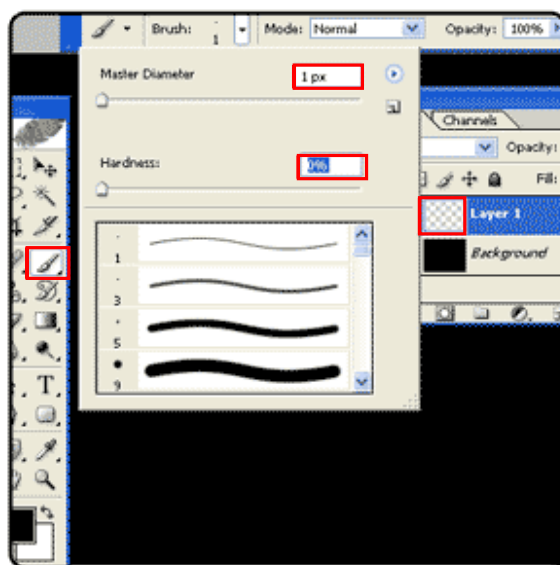 Brush: 1 Mode: Normal Opacity: 100%
Master Diameter 1 px
Channels
Opacity:
Hardness: 0%
Fill:
Layer 1
Background
1
3
5
9
T